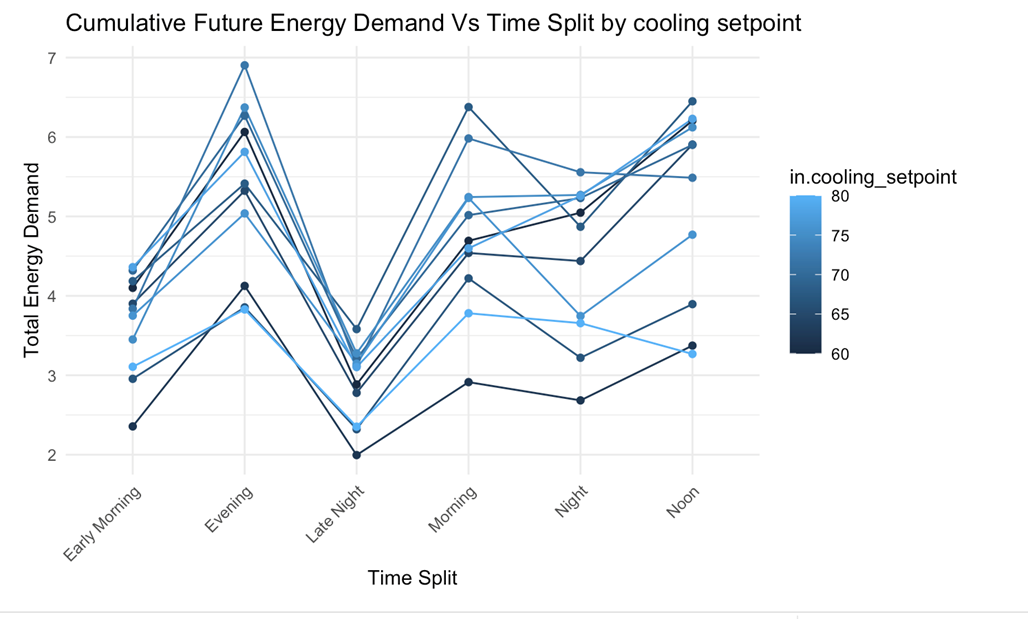 Cumulative Future Energy Demand Vs Time Split by cooling setpoint
7
6
5
4
3
2
Total Energy Demand
Early Morning
Evening
Late Night
Morning
Night
Noon
Time Split
in.cooling_setpoint
80
75
70
65
60